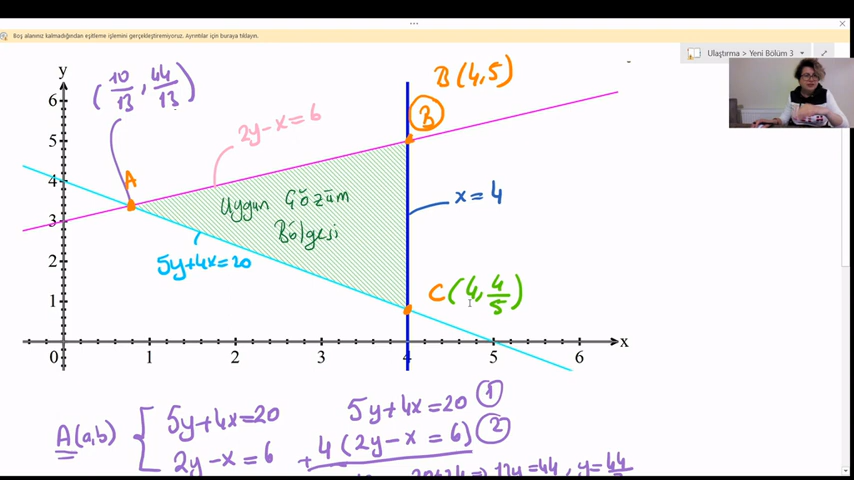 Boş alanınız kalmadığından eşitleme işlemini gerçekleştiremiyoruz. Ayrıntılar için buraya tıklayın.
Ulaştırma > Yeni Bölüm 3
y
(10/13, 44/13)
B(4,5)
6
5
4
3
2
1
0
1
2
3
4
5
6
x
2y-x=6
B
A
Uygun Çözüm
Bölgesi
x=4
5y+4x=20
C(4, 4/5)
A(a,b)
5y+4x=20
2y-x=6
5y+4x=20 ①
+4(2y-x=6) ②